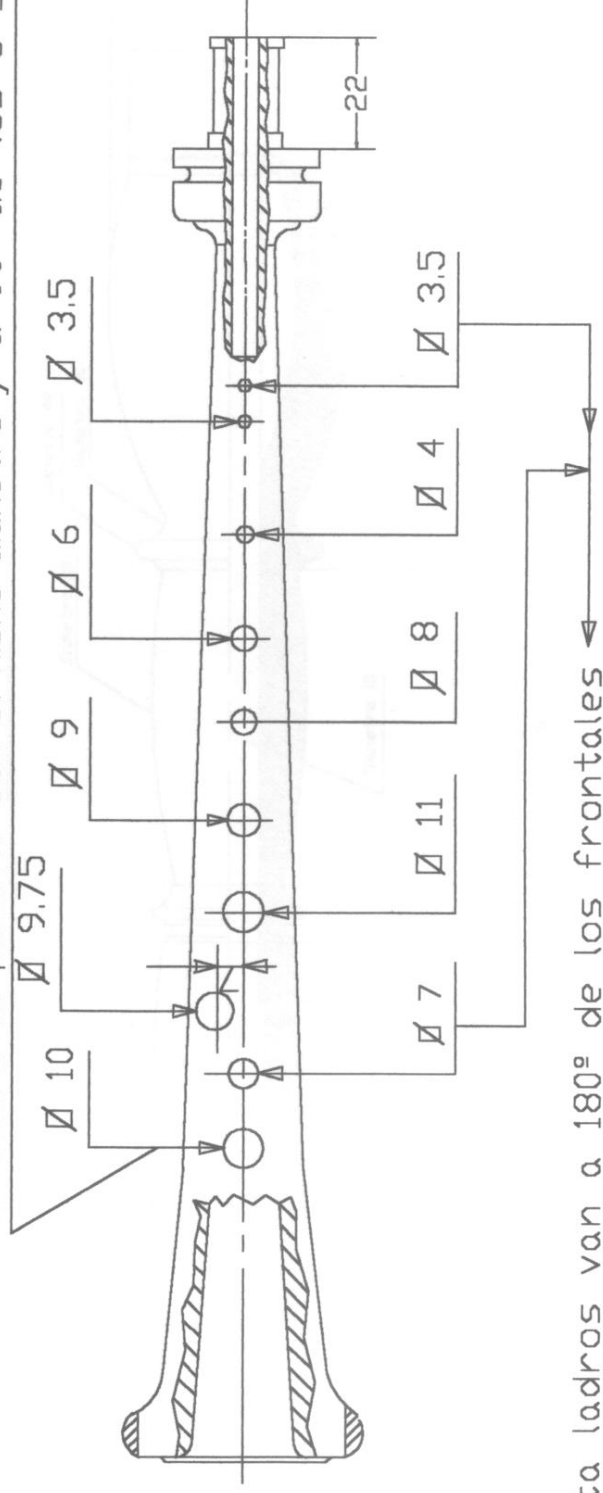 Ø 9.75
Ø 10 Ø 9 Ø 6 Ø 3.5
22
Ø 7 Ø 11 Ø 8 Ø 4 Ø 3.5
ladros van a 180º de los frontales